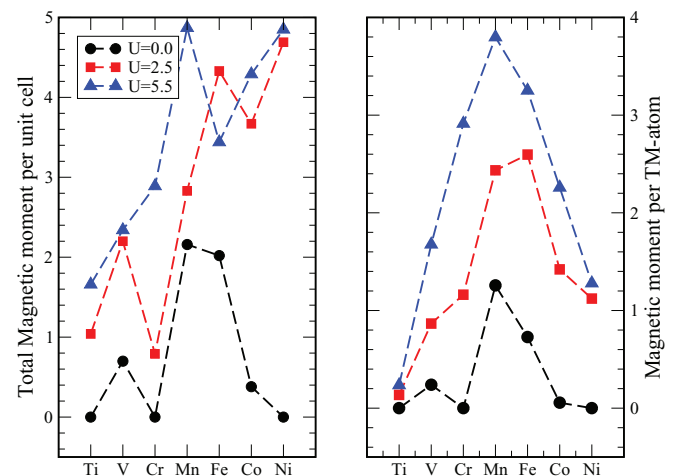 Total Magnetic moment per unit cell
5
4
3
2
1
0
U=0.0
U=2.5
U=5.5
Ti V Cr Mn Fe Co Ni
4
3
2
1
0
Magnetic moment per TM-atom
Ti V Cr Mn Fe Co Ni